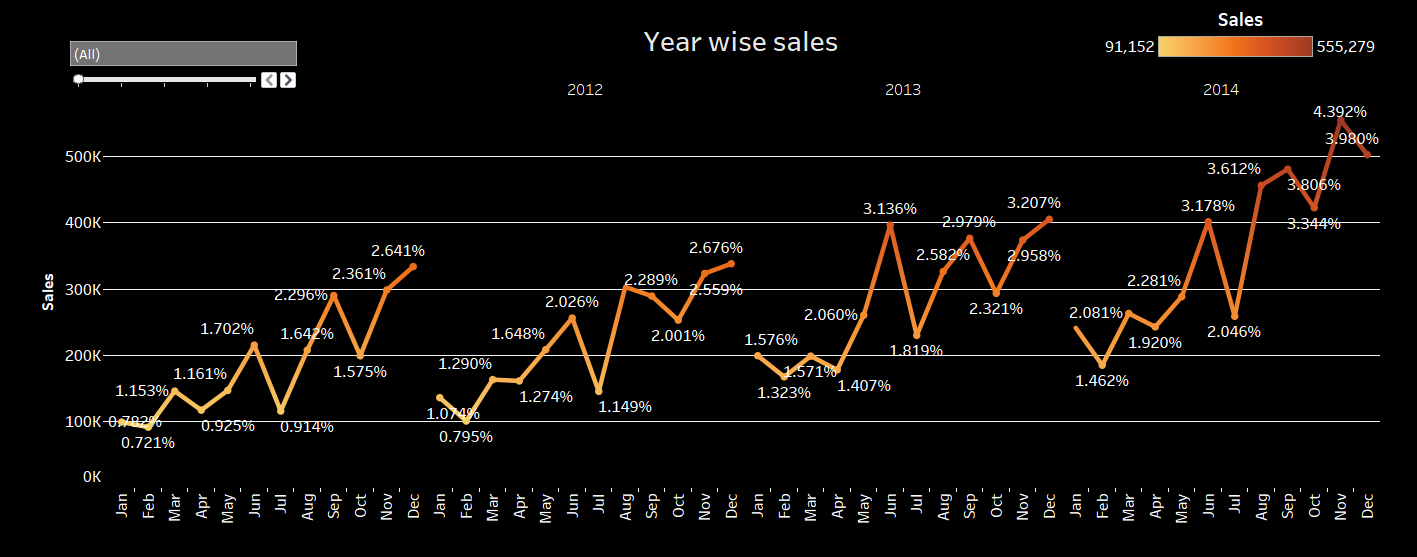 Sales
Year wise sales
(All)
91,152 555,279
2012 2013 2014
4.392%
3.980%
500K
3.612%
3.806%
3.136% 3.207% 3.178%
400K 2.979% 3.344%
2.641% 2.676% 2.582% 2.958%
2.361% 2.289% 2.281%
Sales
300K 2.296% 2.026% 2.559% 2.060% 2.321% 2.081%
1.702% 1.642% 1.648% 2.001% 1.576% 1.819% 1.920% 2.046%
200K
1.161% 1.575% 1.290% 1.571% 1.462%
1.153% 1.274% 1.149% 1.323% 1.407%
100K 0.782% 0.925% 0.914% 1.074%
0.721% 0.795%
0K
Jan Feb Mar Apr May Jun Jul Aug Sep Oct Nov Dec Jan Feb Mar Apr May Jun Jul Aug Sep Oct Nov Dec Jan Feb Mar Apr May Jun Jul Aug Sep Oct Nov Dec Jan Feb Mar Apr May Jun Jul Aug Sep Oct Nov Dec